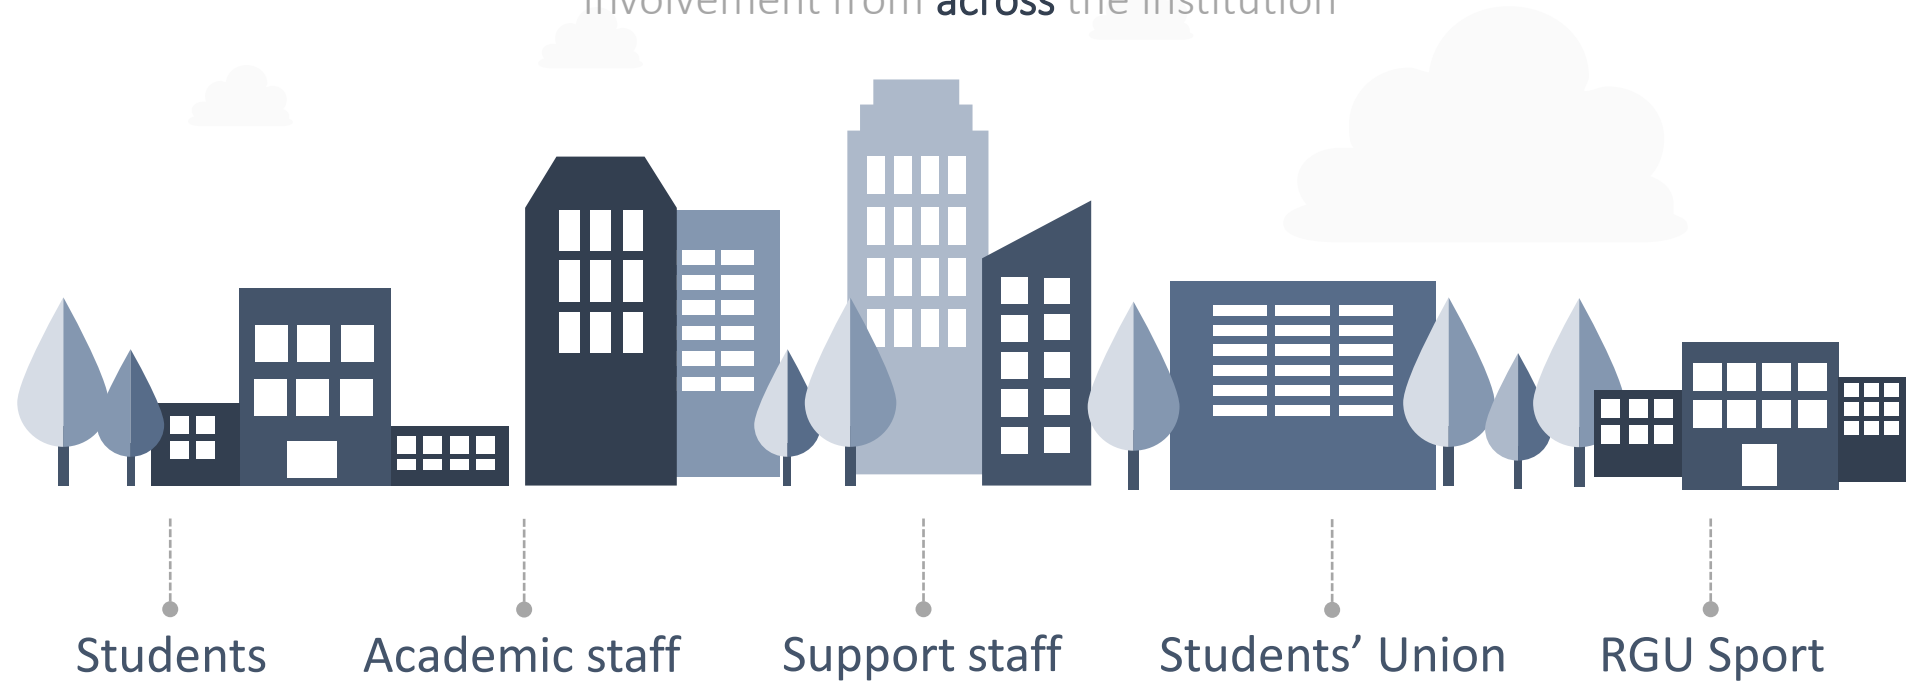 involvement from across the institution
Students
Academic staff
Support staff
Students’ Union
RGU Sport